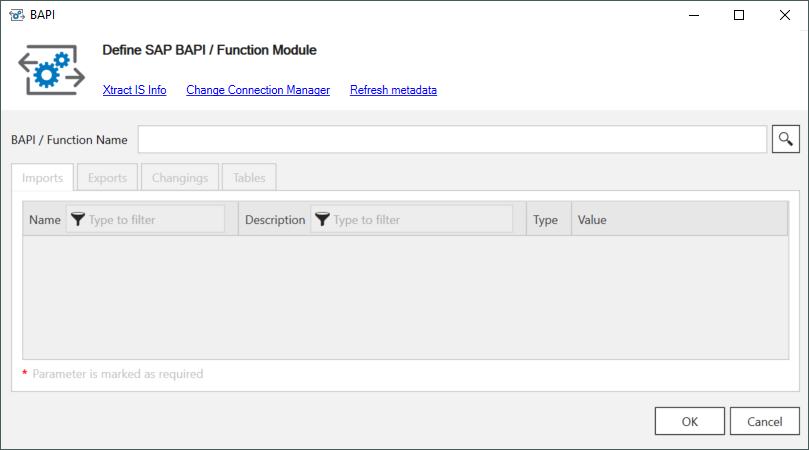 BAPI
Define SAP BAPI / Function Module
Xtract IS Info Change Connection Manager Refresh metadata
BAPI / Function Name
Imports Exports Changings Tables
Name Type to filter Description Type to filter Type Value
* Parameter is marked as required
OK Cancel